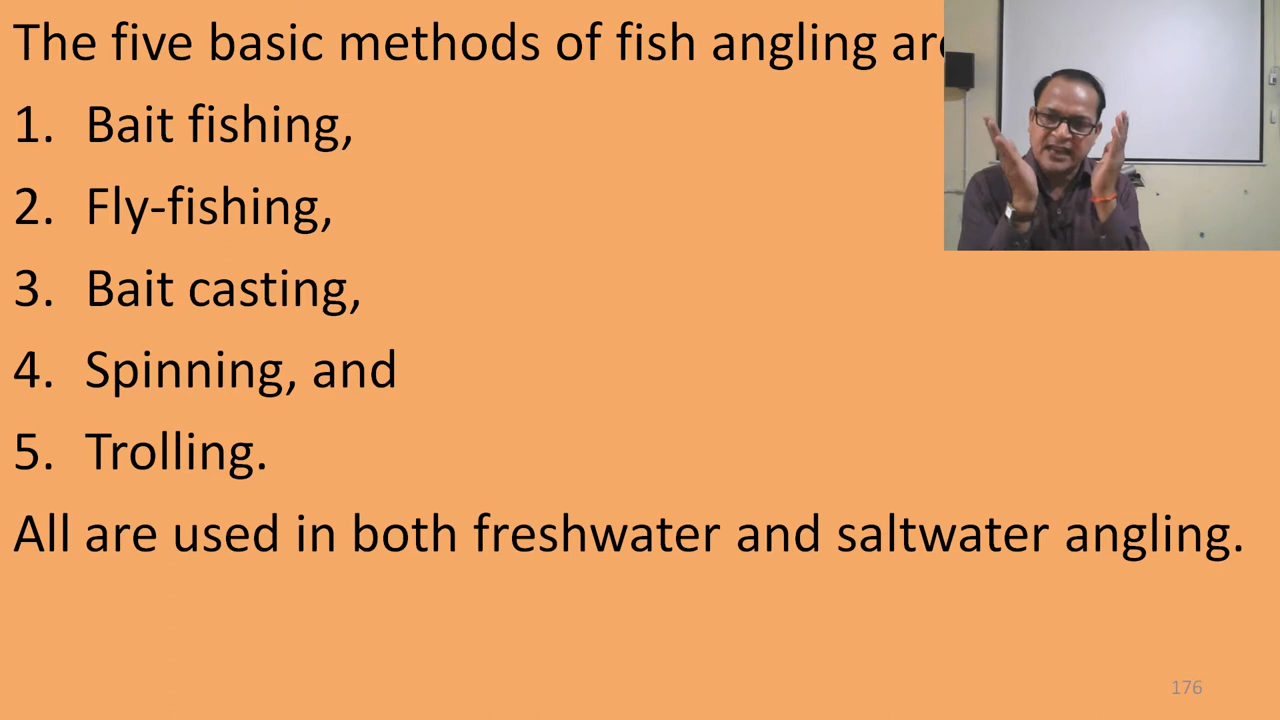 The five basic methods of fish angling are
1. Bait fishing,
2. Fly-fishing,
3. Bait casting,
4. Spinning, and
5. Trolling.
All are used in both freshwater and saltwater angling.
176